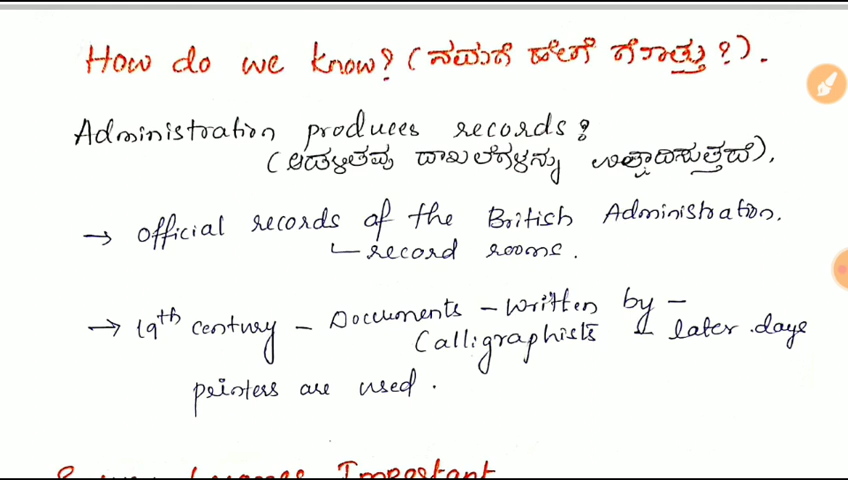 How do we know? (ನಮಗೆ ಹೇಗೆ ಗೊತ್ತು?).
Administration produces records?
(ಆಡಳಿತವು ದಾಖಲೆಗಳನ್ನು ಉತ್ಪಾದಿಸುತ್ತದೆ).
→ official records of the British Administration.
record rooms.
→ 19th century – Documents – written by –
Calligraphists – later days
printers are used.
Important